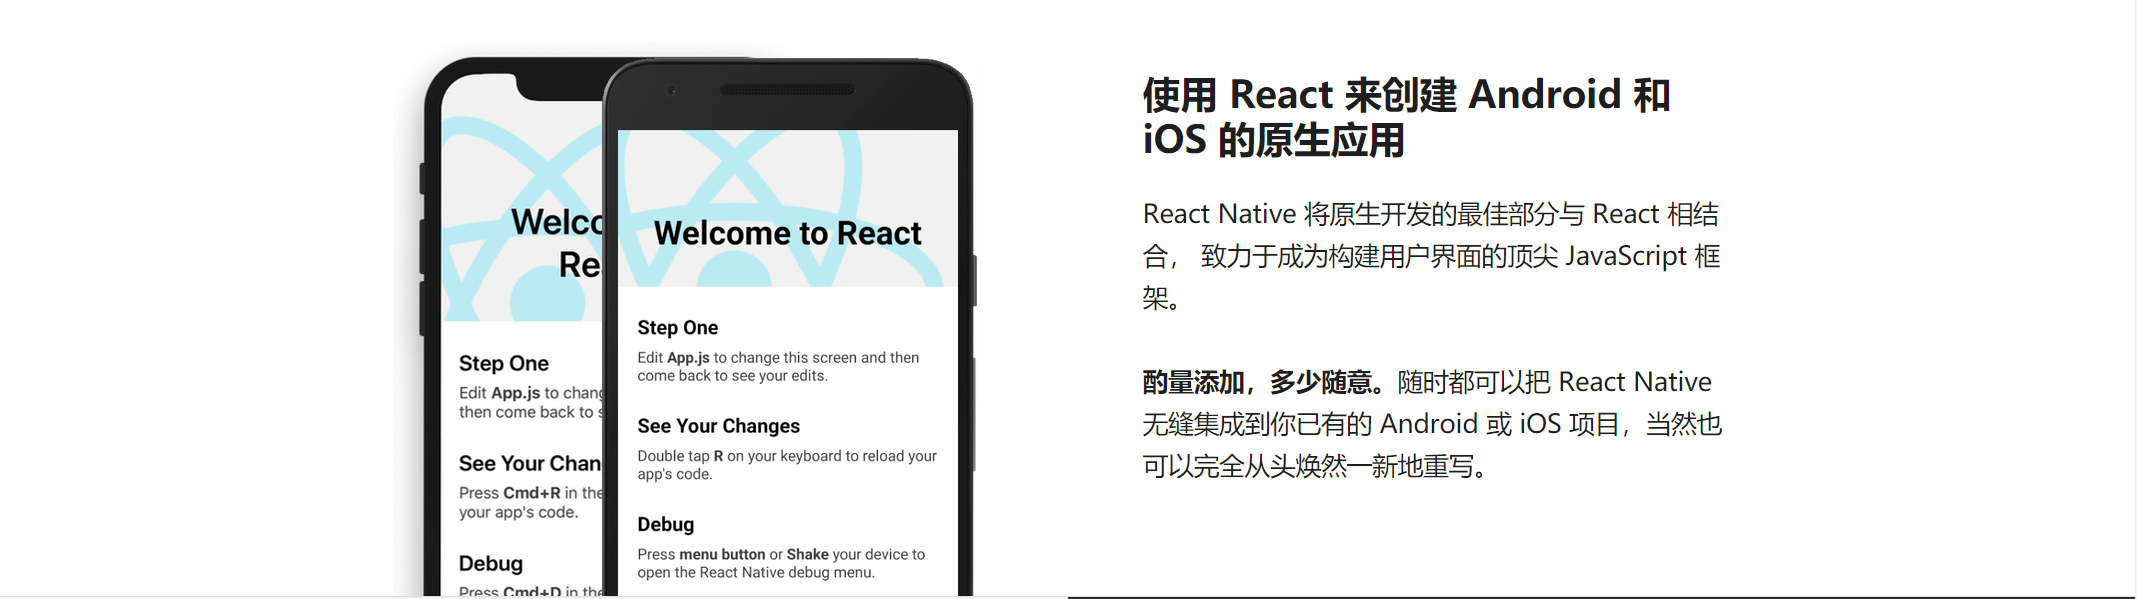 Welco
Re
Step One
Edit App.js to chang
then come back to s
See Your Chan
Press Cmd+R in the
your app's code.
Debug
Press Cmd+D in the
Welcome to React
Step One
Edit App.js to change this screen and then
come back to see your edits.
See Your Changes
Double tap R on your keyboard to reload your
app's code.
Debug
Press menu button or Shake your device to
open the React Native debug menu.
使用 React 来创建 Android 和
iOS 的原生应用
React Native 将原生开发的最佳部分与 React 相结
合， 致力于成为构建用户界面的顶尖 JavaScript 框
架。
酌量添加，多少随意。随时都可以把 React Native
无缝集成到你已有的 Android 或 iOS 项目，当然也
可以完全从头焕然一新地重写。